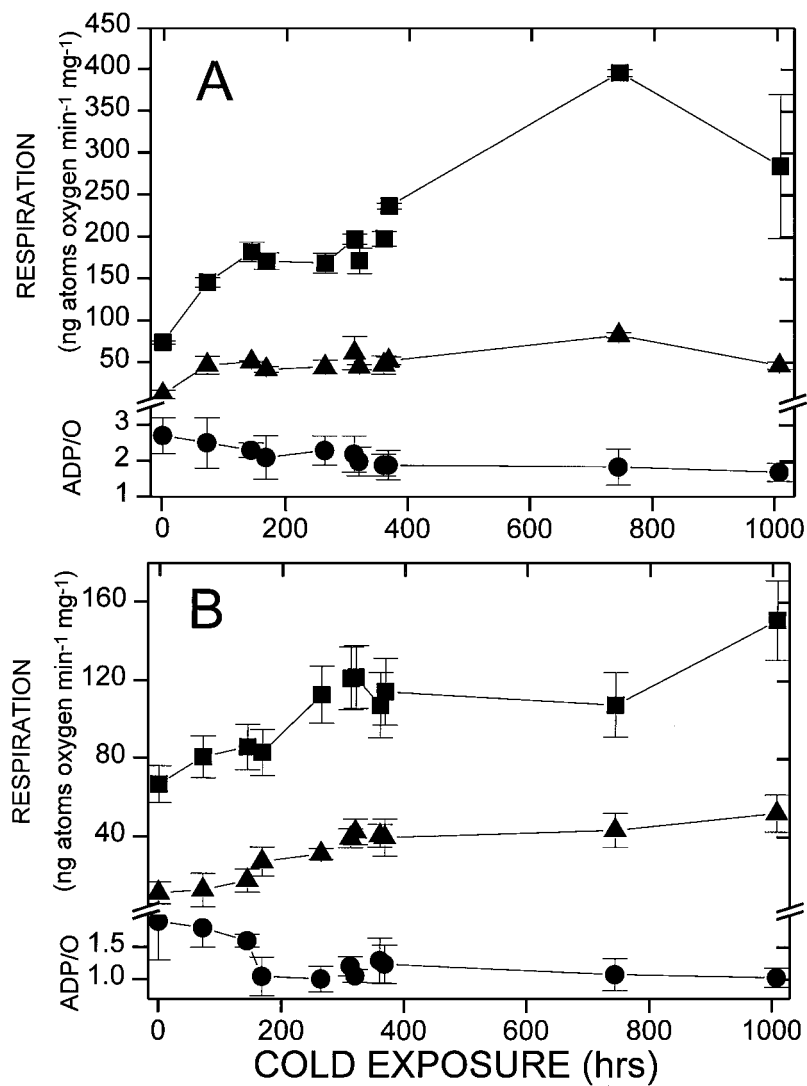 A
RESPIRATION
(ng atoms oxygen min⁻¹ mg⁻¹)
450
400
350
300
250
200
150
100
50
ADP/O
3
2
1
0 200 400 600 800 1000
B
RESPIRATION
(ng atoms oxygen min⁻¹ mg⁻¹)
160
120
80
40
ADP/O
1.5
1.0
0 200 400 600 800 1000
COLD EXPOSURE (hrs)